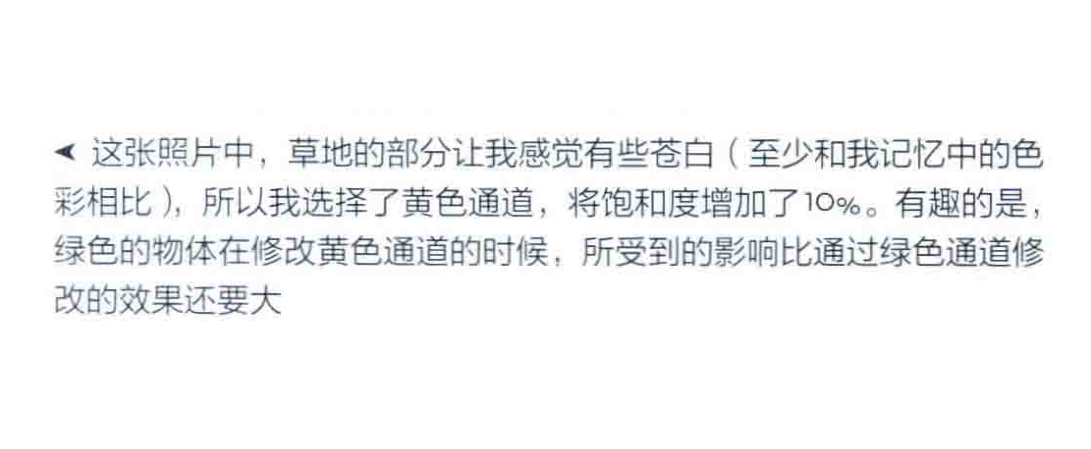 ◄ 这张照片中，草地的部分让我感觉有些苍白（至少和我记忆中的色
彩相比），所以我选择了黄色通道，将饱和度增加了10%。有趣的是，
绿色的物体在修改黄色通道的时候，所受到的影响比通过绿色通道修
改的效果还要大